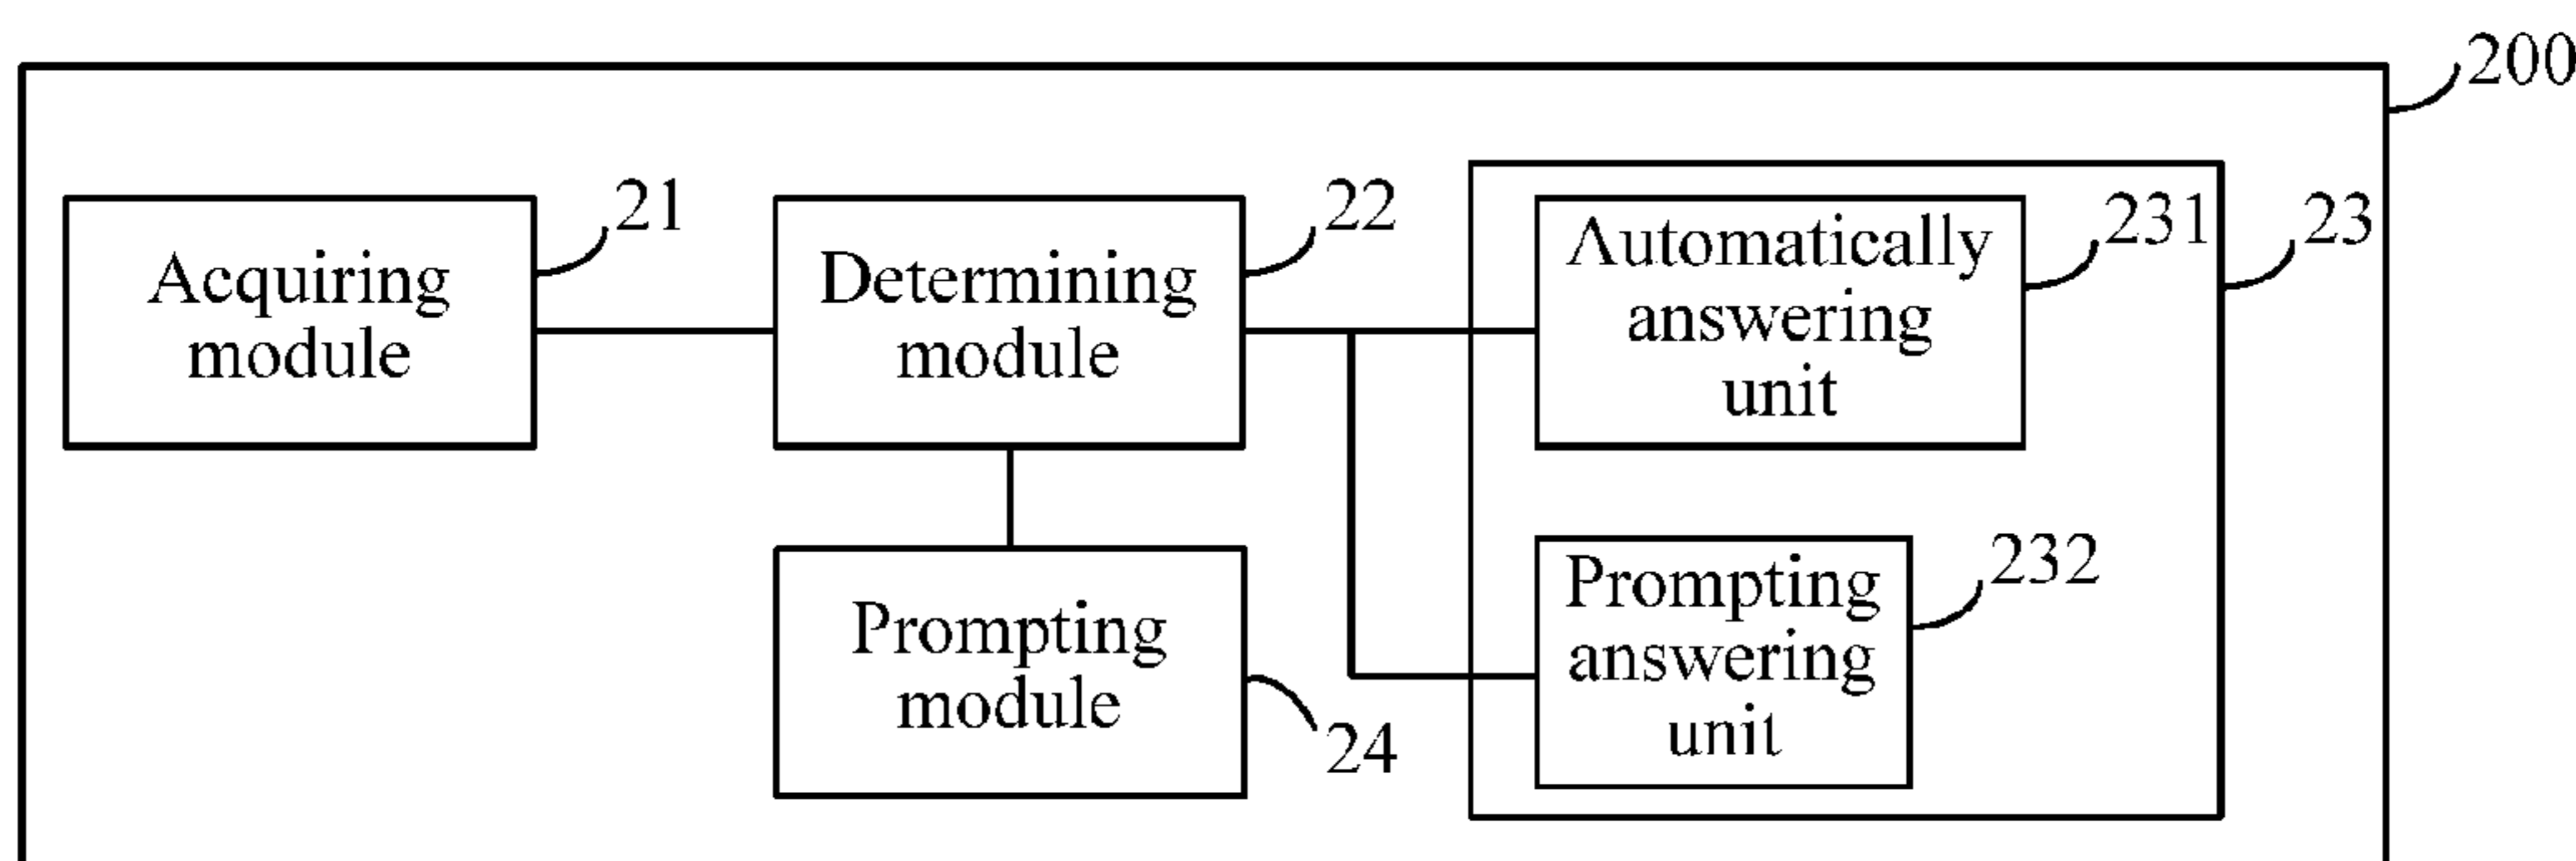 200
21
22
231
23
Acquiring
module
Determining
module
Automatically
answering
unit
232
Prompting
module
24
Prompting
answering
unit